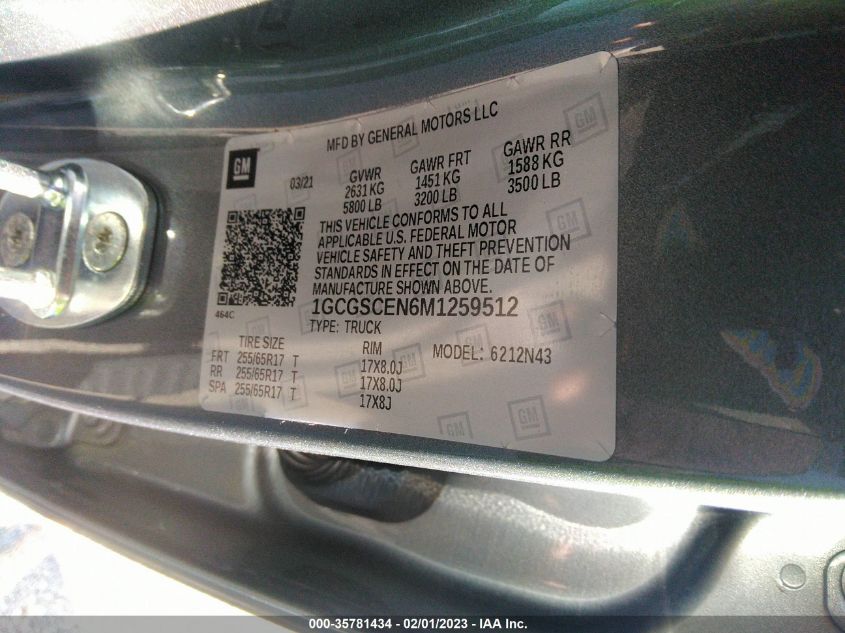 MFD BY GENERAL MOTORS LLC
GM
03/21
GVWR GAWR FRT GAWR RR
2631 KG 1451 KG 1588 KG
5800 LB 3200 LB 3500 LB
THIS VEHICLE CONFORMS TO ALL
APPLICABLE U.S. FEDERAL MOTOR
VEHICLE SAFETY AND THEFT PREVENTION
STANDARDS IN EFFECT ON THE DATE OF
MANUFACTURE SHOWN ABOVE.
464C
1GCGSCEN6M1259512
TYPE: TRUCK
MODEL: 6212N43
TIRE SIZE RIM
FRT 255/65R17 T 17X8.0J
RR 255/65R17 T 17X8.0J
SPA 255/65R17 T 17X8J
000-35781434 - 02/01/2023 - IAA Inc.